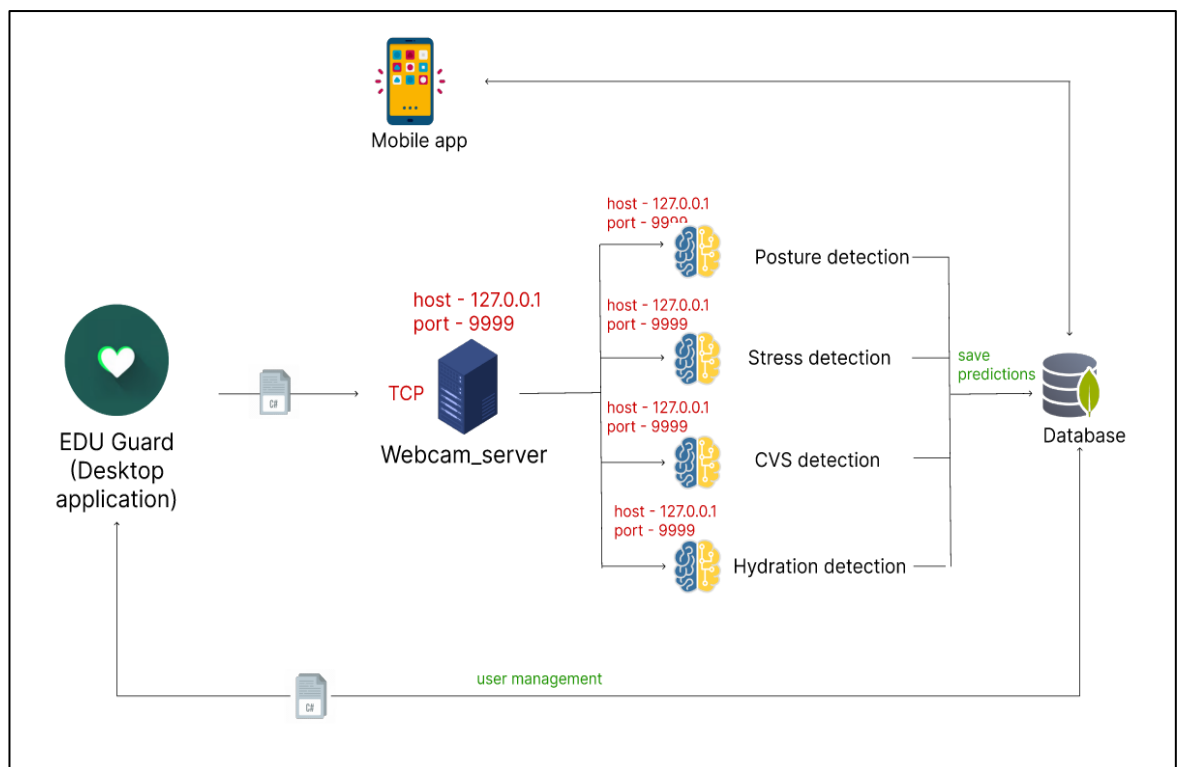 Mobile app
host - 127.0.0.1
port - 9999
Posture detection
host - 127.0.0.1
port - 9999
host - 127.0.0.1
port - 9999
Stress detection
save
predictions
TCP
C#
host - 127.0.0.1
port - 9999
Database
EDU Guard
(Desktop
application)
Webcam_server
CVS detection
host - 127.0.0.1
port - 9999
Hydration detection
user management
C#